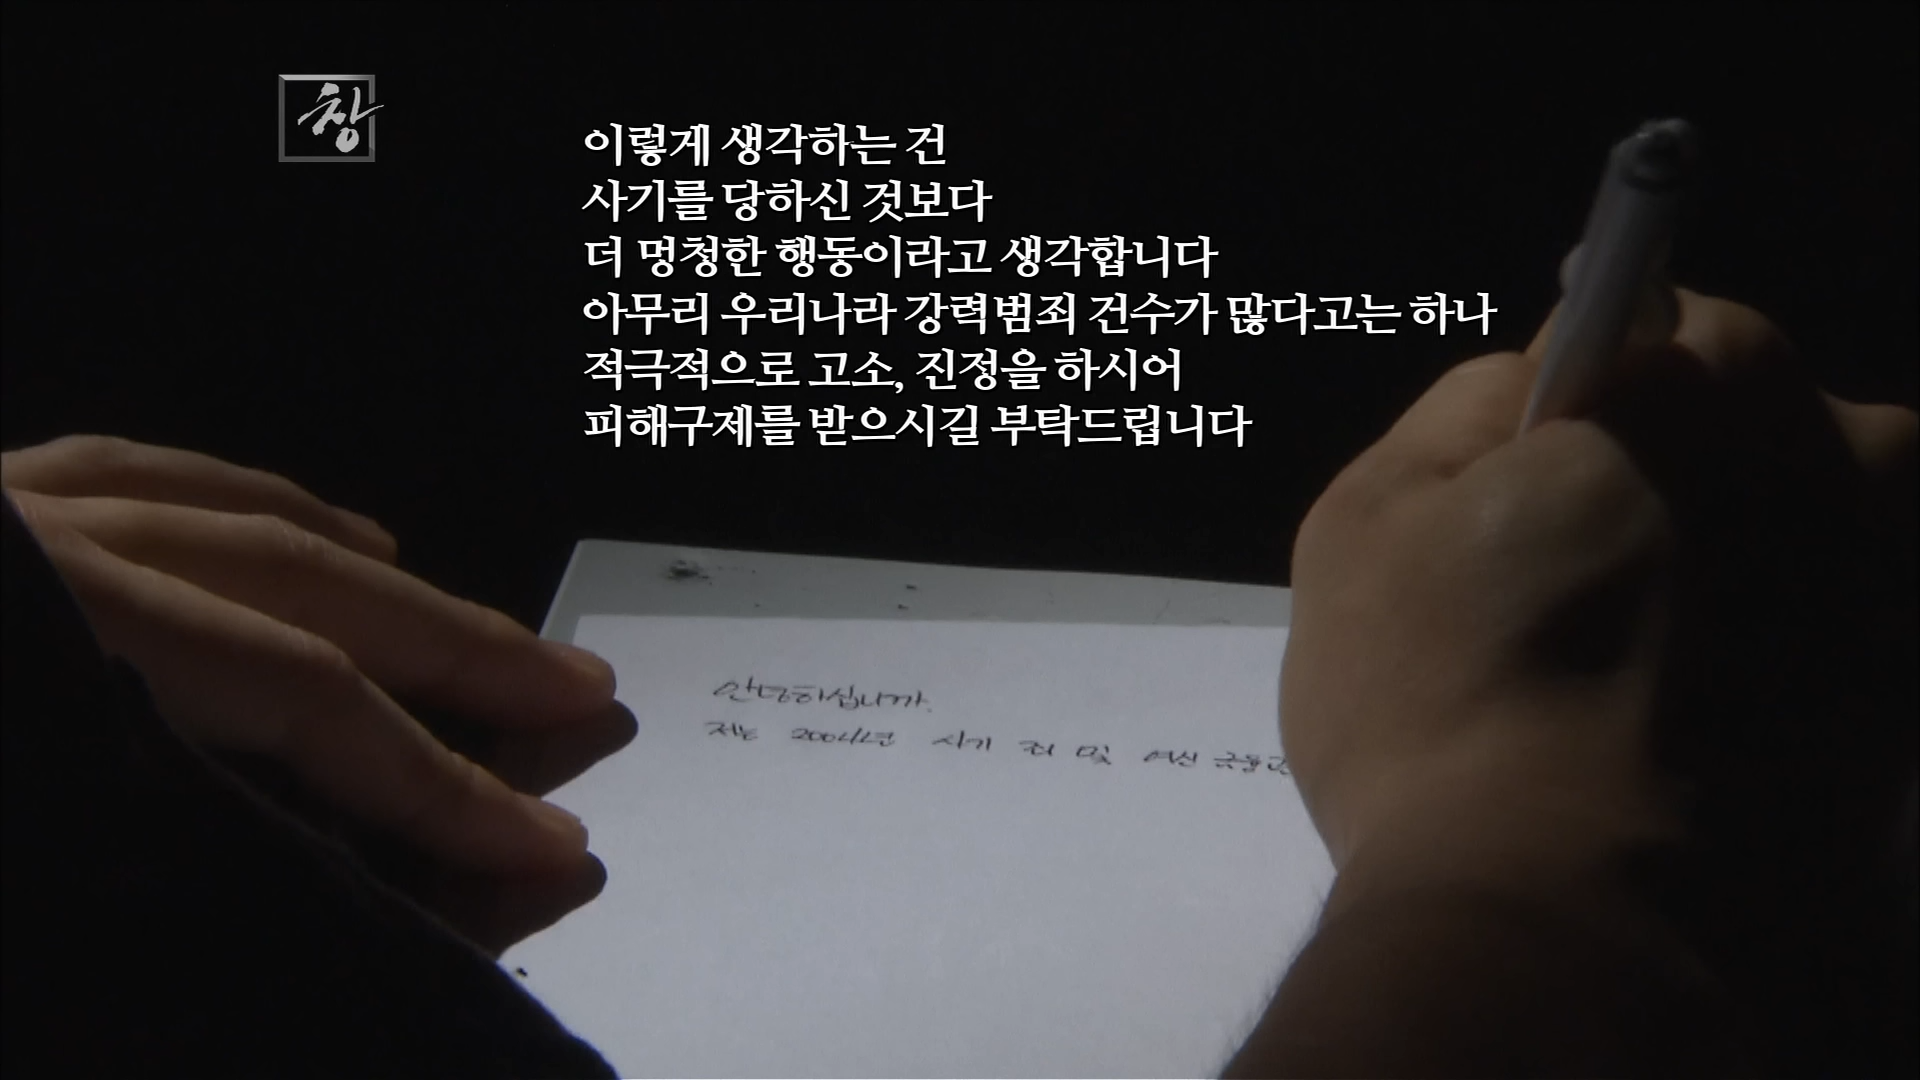 창
이렇게 생각하는 건
사기를 당하신 것보다
더 멍청한 행동이라고 생각합니다
아무리 우리나라 강력범죄 건수가 많다고는 하나
적극적으로 고소, 진정을 하시어
피해구제를 받으시길 부탁드립니다
안녕하십니까.
저는 2004년 사기 죄 및 여신 금융